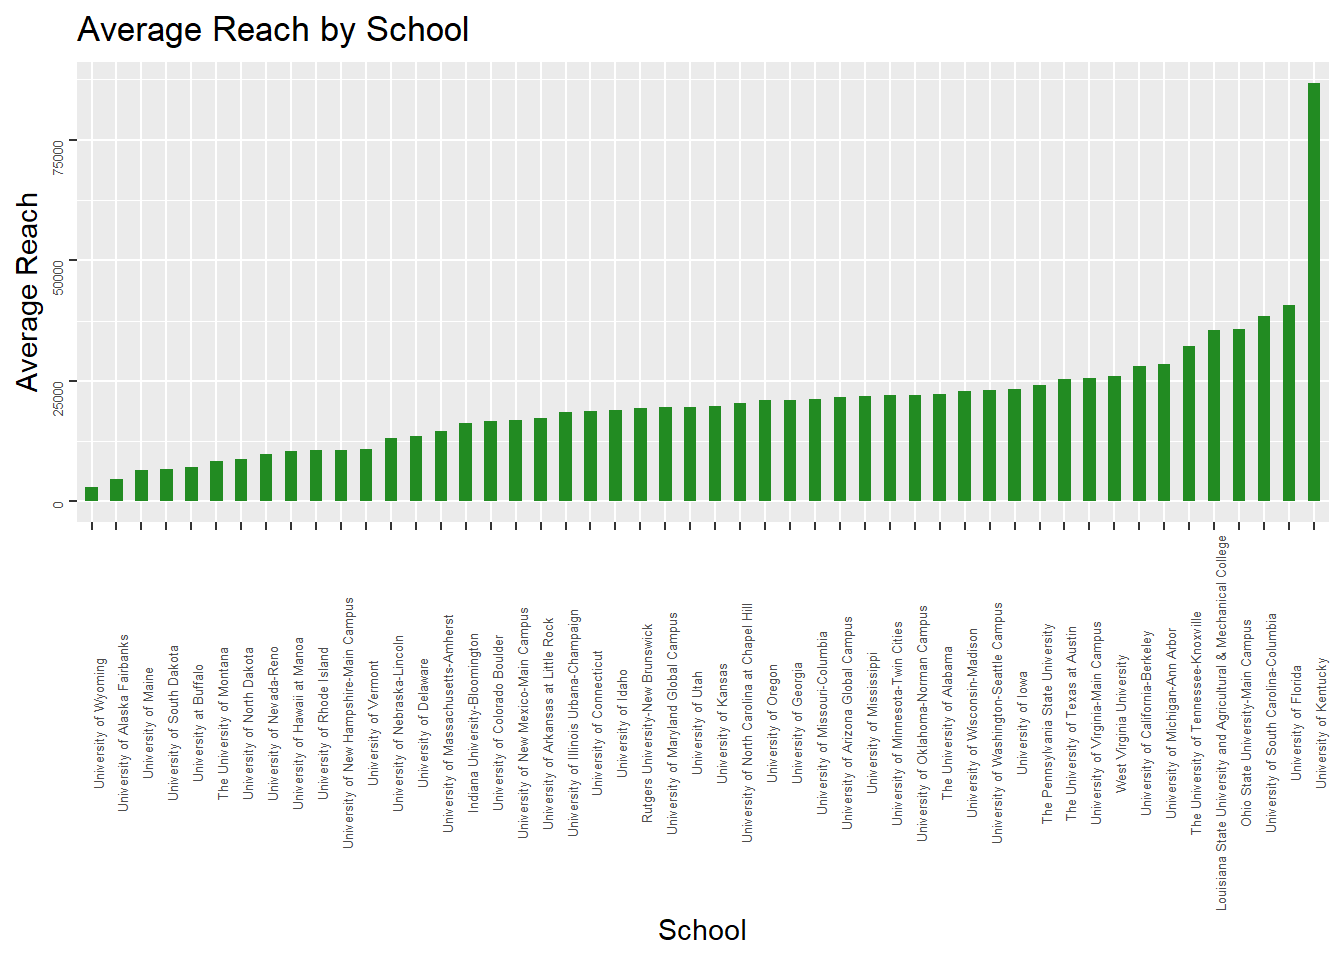 Average Reach by School
Average Reach
75000
50000
25000
0
University of Wyoming
University of Alaska Fairbanks
University of Maine
University of South Dakota
University at Buffalo
The University of Montana
University of North Dakota
University of Nevada-Reno
University of Hawaii at Manoa
University of Rhode Island
University of New Hampshire-Main Campus
University of Vermont
University of Nebraska-Lincoln
University of Delaware
University of Massachusetts-Amherst
Indiana University-Bloomington
University of Colorado Boulder
University of New Mexico-Main Campus
University of Arkansas at Little Rock
University of Illinois Urbana-Champaign
University of Connecticut
University of Idaho
Rutgers University-New Brunswick
University of Maryland Global Campus
University of Utah
University of Kansas
University of North Carolina at Chapel Hill
University of Oregon
University of Georgia
University of Missouri-Columbia
University of Arizona Global Campus
University of Mississippi
University of Minnesota-Twin Cities
University of Oklahoma-Norman Campus
The University of Alabama
University of Wisconsin-Madison
University of Washington-Seattle Campus
University of Iowa
The Pennsylvania State University
The University of Texas at Austin
University of Virginia-Main Campus
West Virginia University
University of California-Berkeley
University of Michigan-Ann Arbor
The University of Tennessee-Knoxville
Louisiana State University and Agricultural & Mechanical College
Ohio State University-Main Campus
University of South Carolina-Columbia
University of Florida
University of Kentucky
School